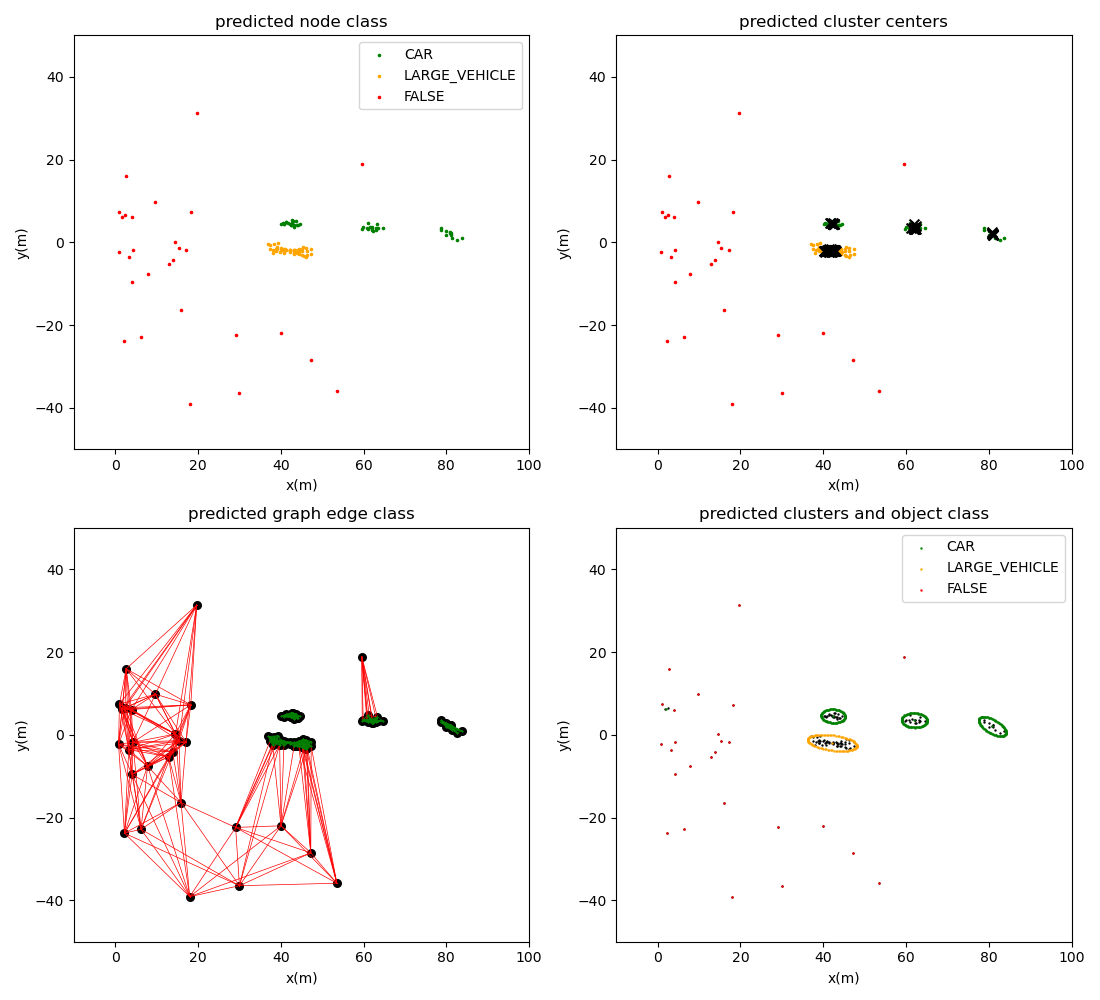 predicted node class
CAR
LARGE_VEHICLE
FALSE
40
20
0
−20
−40
y(m)
0 20 40 60 80 100
x(m)
predicted cluster centers
40
20
0
−20
−40
y(m)
0 20 40 60 80 100
x(m)
predicted graph edge class
40
20
0
−20
−40
y(m)
0 20 40 60 80 100
x(m)
predicted clusters and object class
CAR
LARGE_VEHICLE
FALSE
40
20
0
−20
−40
y(m)
0 20 40 60 80 100
x(m)